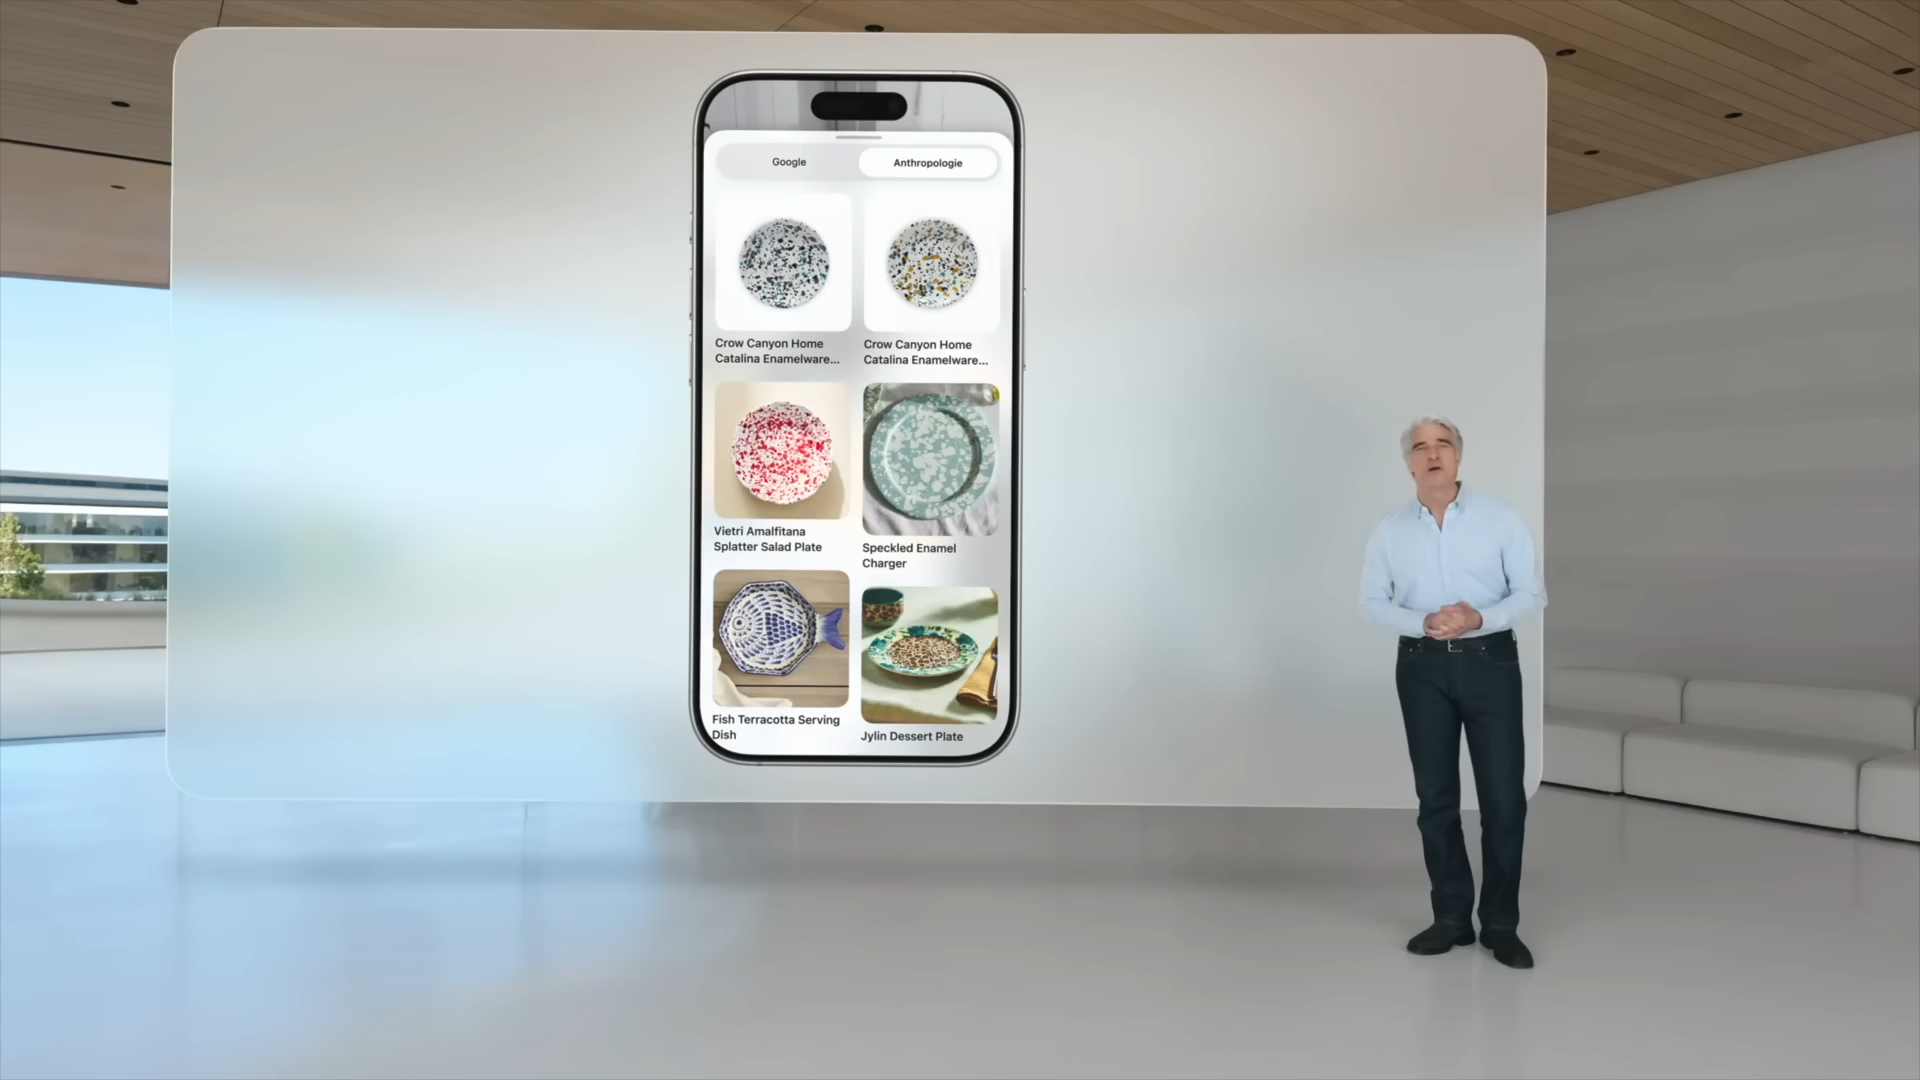 Google
Anthropologie
Crow Canyon Home
Catalina Enamelware...
Crow Canyon Home
Catalina Enamelware...
Vietri Amalfitana
Splatter Salad Plate
Speckled Enamel
Charger
Fish Terracotta Serving
Dish
Jylin Dessert Plate